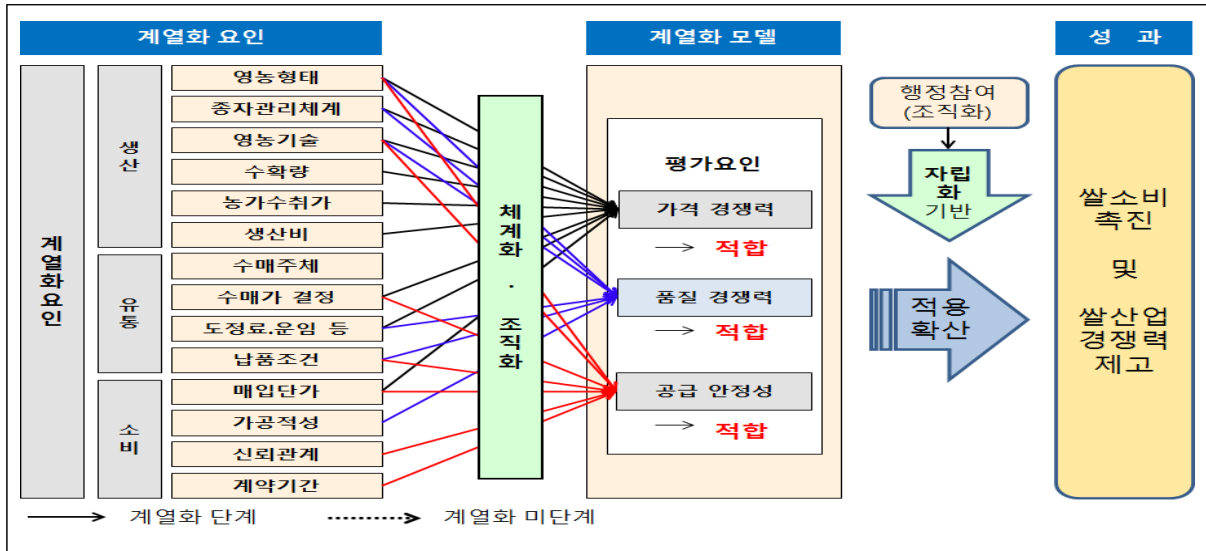 계열화 요인
계열화 모델
성 과
계열화요인
생산
영농형태
종자관리체계
영농기술
수확량
농가수취가
생산비
유통
수매주체
수매가 결정
도정료.운임 등
납품조건
소비
매입단가
가공적성
신뢰관계
계약기간
체계화 . 조직화
평가요인
가격 경쟁력
적합
품질 경쟁력
적합
공급 안정성
적합
행정참여
(조직화)
자립
화
기반
적용
확산
쌀소비
촉진
및
쌀산업
경쟁력
제고
계열화 단계
계열화 미단계